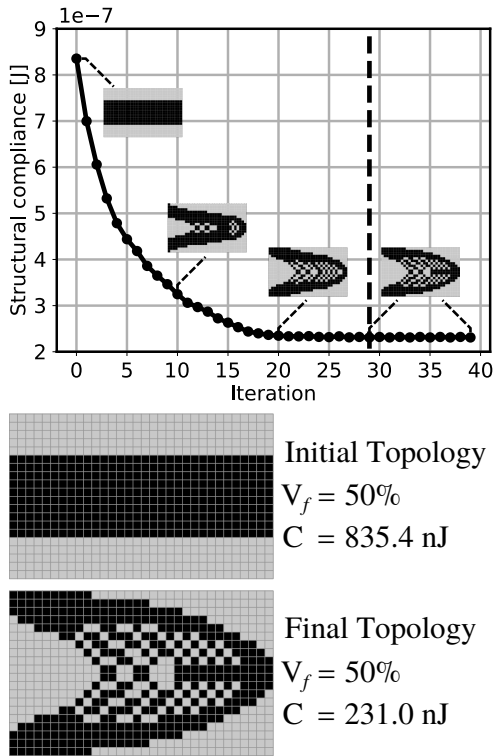 1e−7
9
8
7
6
5
4
3
2
Structural compliance [J]
0 5 10 15 20 25 30 35 40
Iteration
Initial Topology
V_f = 50%
C = 835.4 nJ
Final Topology
V_f = 50%
C = 231.0 nJ